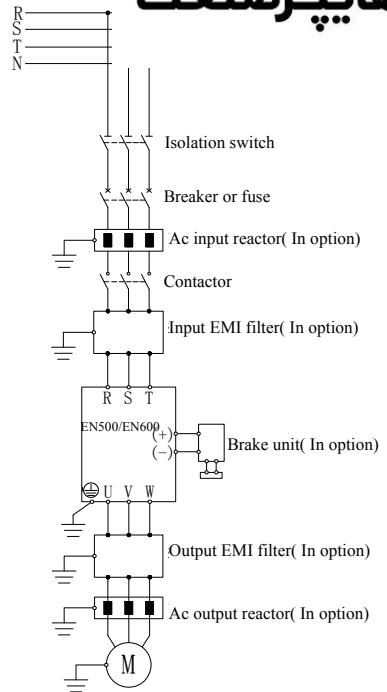 R
S
T
N
Isolation switch
Breaker or fuse
Ac input reactor( In option)
Contactor
Input EMI filter( In option)
R S T
EN500/EN600
(+)
(−)
Brake unit( In option)
U V W
Output EMI filter( In option)
Ac output reactor( In option)
M